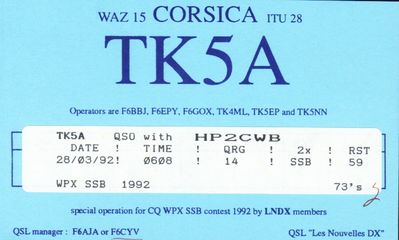 WAZ 15 CORSICA ITU 28
TK5A
Operators are F6BBJ, F6EPY, F6GOX, TK4ML, TK5EP and TK5NN
TK5A QSO with HP2CWB
DATE ! TIME ! QRG ! 2x ! RST
28/03/92! 0608 ! 14 ! SSB ! 59
WPX SSB 1992 73's
special operation for CQ WPX SSB contest 1992 by LNDX members
QSL manager : F6AJA or F6CYV QSL "Les Nouvelles DX"